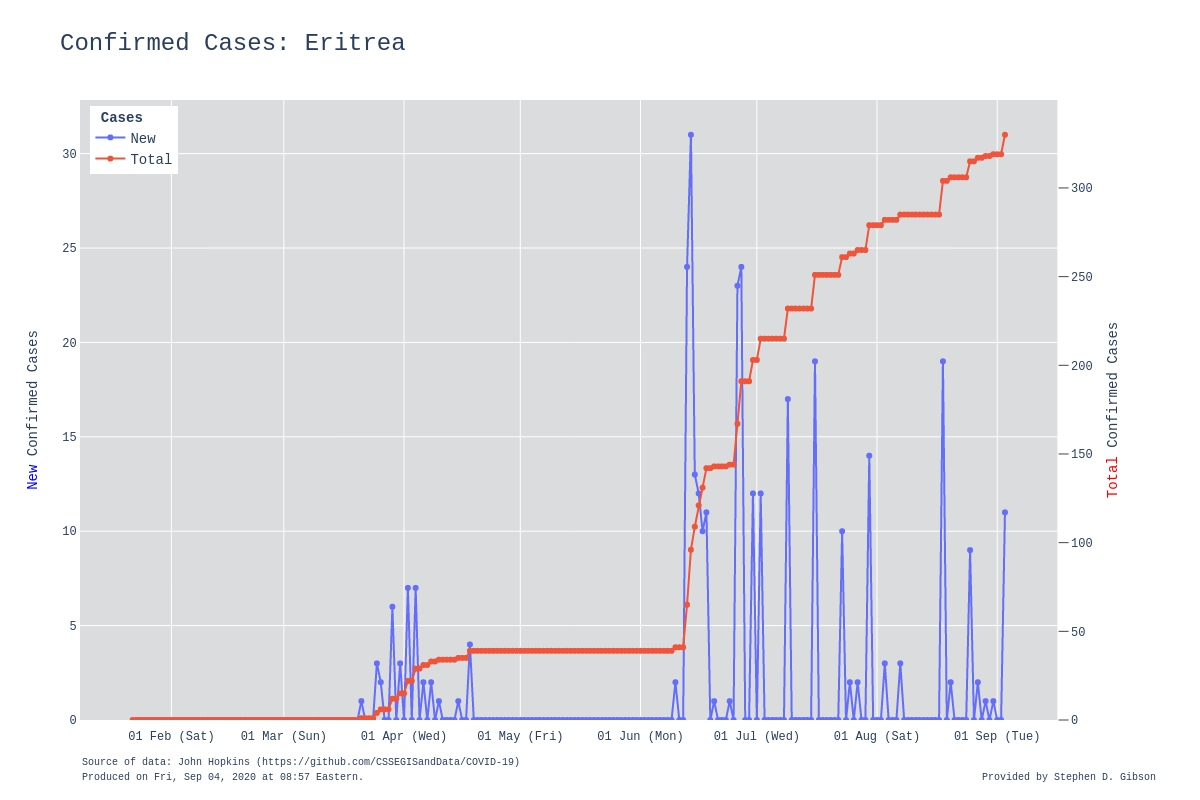 Confirmed Cases: Eritrea
Cases
New
Total
30
25
20
15
10
5
0
New Confirmed Cases
300
250
200
150
100
50
0
Total Confirmed Cases
01 Feb (Sat) 01 Mar (Sun) 01 Apr (Wed) 01 May (Fri) 01 Jun (Mon) 01 Jul (Wed) 01 Aug (Sat) 01 Sep (Tue)
Source of data: John Hopkins (https://github.com/CSSEGISandData/COVID-19)
Produced on Fri, Sep 04, 2020 at 08:57 Eastern.
Provided by Stephen D. Gibson